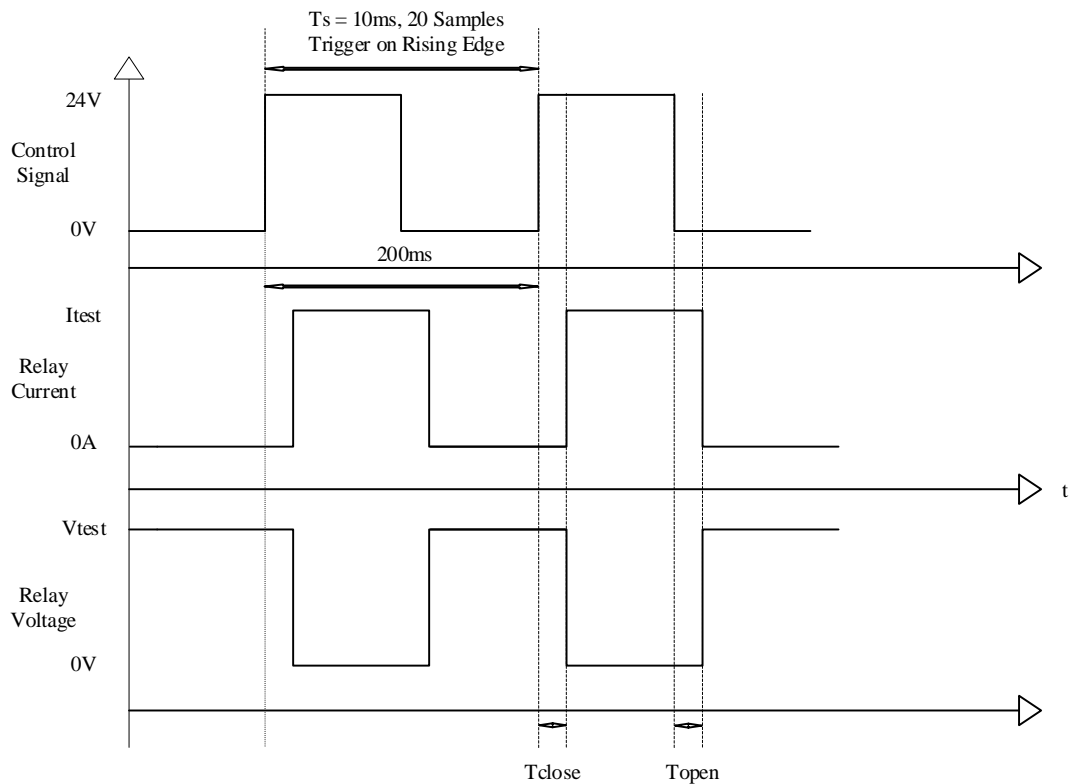 Ts = 10ms, 20 Samples
Trigger on Rising Edge
24V
Control
Signal
0V
200ms
Itest
Relay
Current
0A
t
Vtest
Relay
Voltage
0V
Tclose
Topen